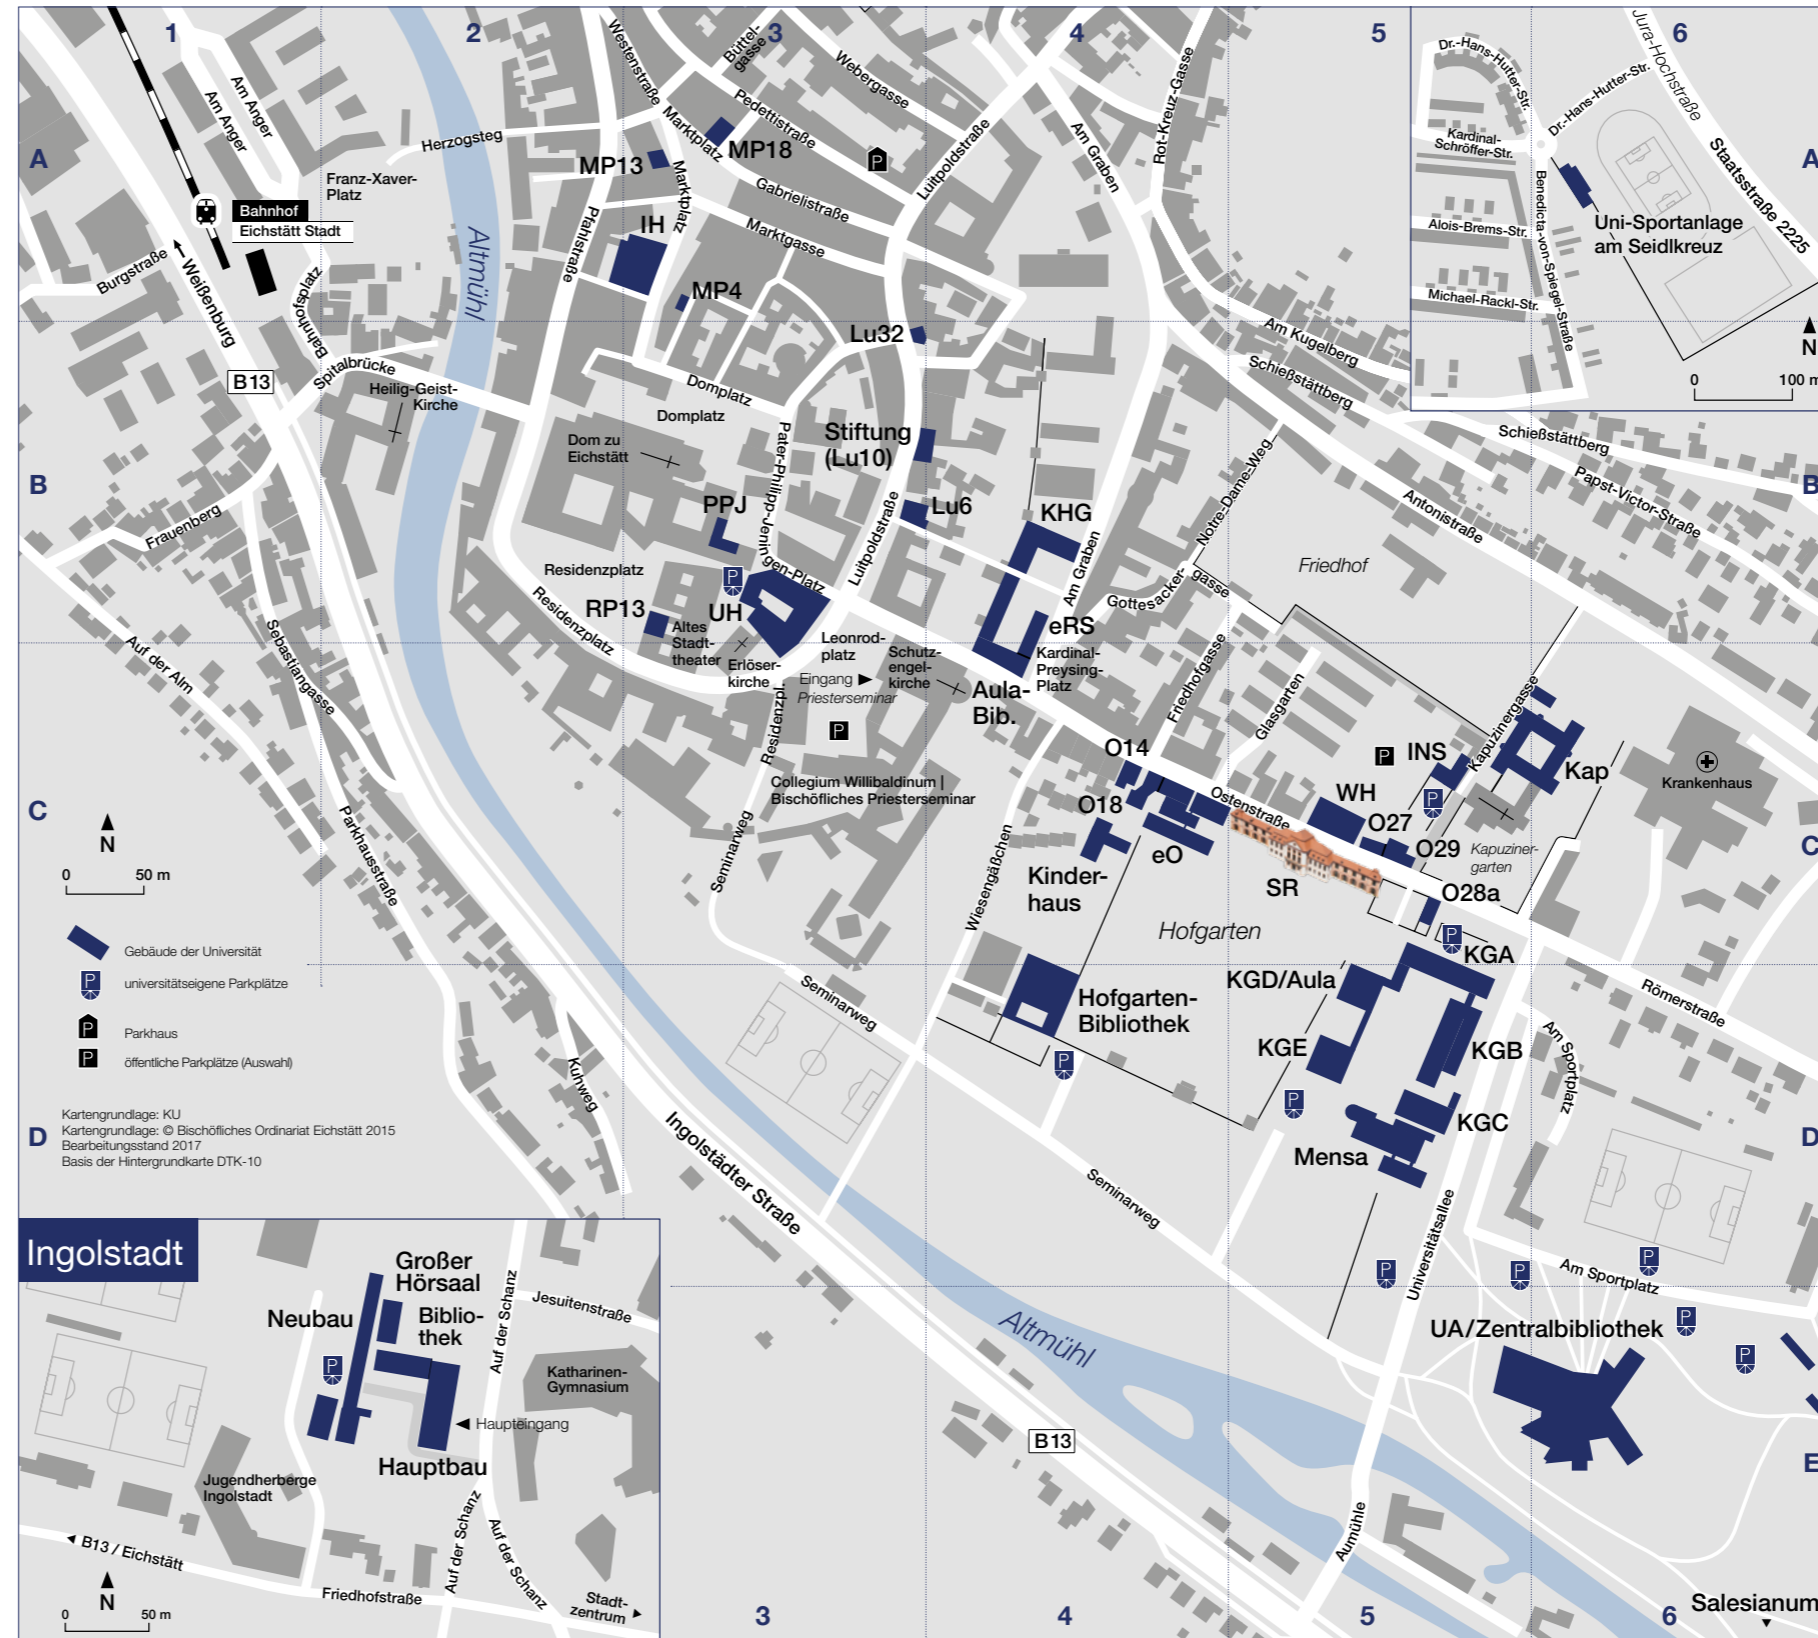 1
2
3
4
5
6
A
A
B
B
C
C
D
D
E
3
4
5
6
Am Anger
Am Anger
Herzogsteg
Franz-Xaver-
Platz
Bahnhof
Eichstätt Stadt
Burgstraße
Weißenburg
Bahnhofsplatz
B 13
Spitalbrücke
Heilig-Geist-
Kirche
Altmühl
Frauenberg
Auf der Alm
Sebastiangasse
Parkhausstraße
Kuhweg
Westenstraße
Büttel-
gasse
Webergasse
Pedettistraße
Marktplatz
MP18
MP13
Marktplatz
P
Gabrielistraße
Luitpoldstraße
Pfahlstraße
IH
Marktgasse
MP4
Lu32
Domplatz
Domplatz
Dom zu
Eichstätt
Pater-Philipp-Jeningen-Platz
Stiftung
(Lu10)
PPJ
Lu6
Luitpoldstraße
P
Residenzplatz
RP13
UH
Residenzplatz
Altes
Stadt-
theater
Erlöser-
kirche
Leonrod-
platz
Eingang
Priesterseminar
Schutz-
engel-
kirche
Residenzpl.
P
Collegium Willibaldinum |
Bischöfliches Priesterseminar
Seminarweg
Am Graben
Rot-Kreuz-Gasse
Am Kugelberg
Schießstättberg
KHG
Am Graben
eRS
Kardinal-
Preysing-
Platz
Aula-
Bib.
Notre-Dame-Weg
Gottesacker-
gasse
Friedhof
Friedhofgasse
Glasgarten
Antonistraße
Schießstättberg
Papst-Victor-Straße
O14
O18
eO
Ostenstraße
SR
WH
O27
O29
INS
P
P
Kapuzinergasse
Kap
Kapuziner-
garten
Krankenhaus
O28a
P
Kinder-
haus
Wiesengäßchen
Hofgarten
KGA
KGD/Aula
KGE
KGB
KGC
Mensa
P
Hofgarten-
Bibliothek
P
Seminarweg
Seminarweg
Römerstraße
Am Sportplatz
Am Sportplatz
Universitätsallee
P
P
P
P
P
UA/Zentralbibliothek
Ingolstädter Straße
Altmühl
B 13
Aumühle
Salesianum
Dr.-Hans-Hutter-Str.
Dr.-Hans-Hutter-Str.
Jura-Hochstraße
Staatsstraße 2225
Kardinal-
Schröffer-Str.
Alois-Brems-Str.
Michael-Rackl-Str.
Benedicta-von-Spiegel-Straße
Uni-Sportanlage
am Seidlkreuz
N
0 100 m
N
0 50 m
Gebäude der Universität
P
universitätseigene Parkplätze
P
Parkhaus
P
öffentliche Parkplätze (Auswahl)
Kartengrundlage: KU
Kartengrundlage: © Bischöfliches Ordinariat Eichstätt 2015
Bearbeitungsstand 2017
Basis der Hintergrundkarte DTK-10
Ingolstadt
Großer
Hörsaal
Neubau
Biblio-
thek
P
Auf der Schanz
Jesuitenstraße
Katharinen-
Gymnasium
Haupteingang
Hauptbau
Jugendherberge
Ingolstadt
Auf der Schanz
Auf der Schanz
B13 / Eichstätt
Friedhofstraße
Stadt-
zentrum
N
0 50 m